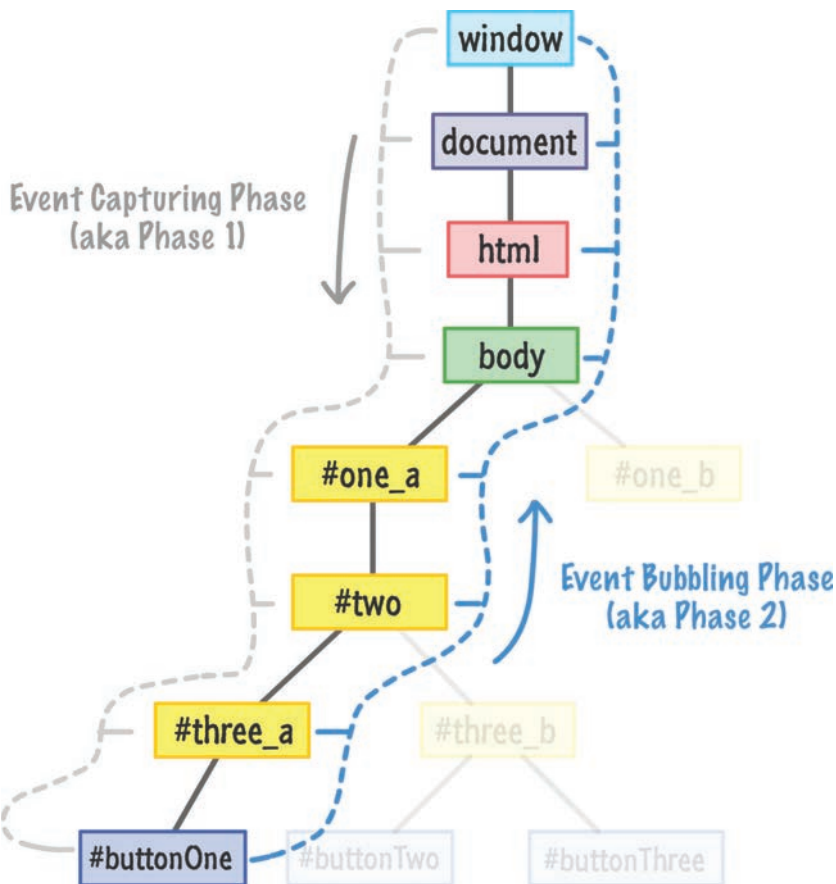 window
document
Event Capturing Phase
(aka Phase 1)
html
body
#one_a
#one_b
#two
Event Bubbling Phase
(aka Phase 2)
#three_a
#three_b
#buttonOne
#buttonTwo
#buttonThree